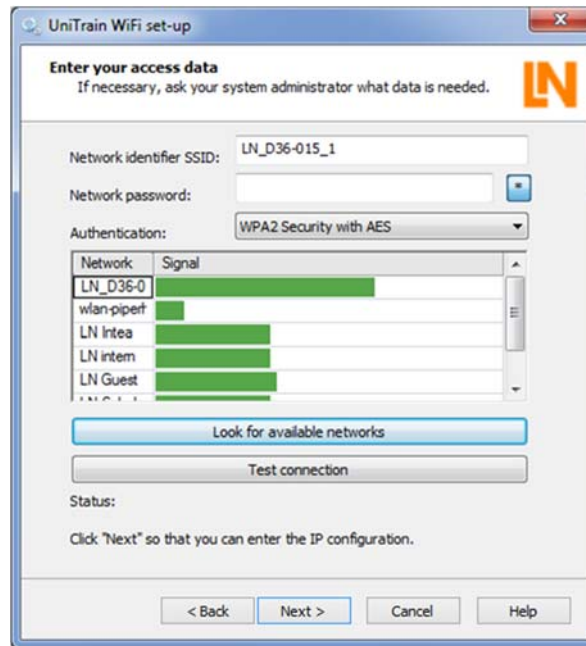 UniTrain WiFi set-up
Enter your access data
If necessary, ask your system administrator what data is needed.
LN
Network identifier SSID: LN_D36-015_1
Network password: *
Authentication: WPA2 Security with AES
Network Signal
LN_D36-0
wlan-pipert
LN Intea
LN intern
LN Guest
Look for available networks
Test connection
Status:
Click "Next" so that you can enter the IP configuration.
< Back Next > Cancel Help